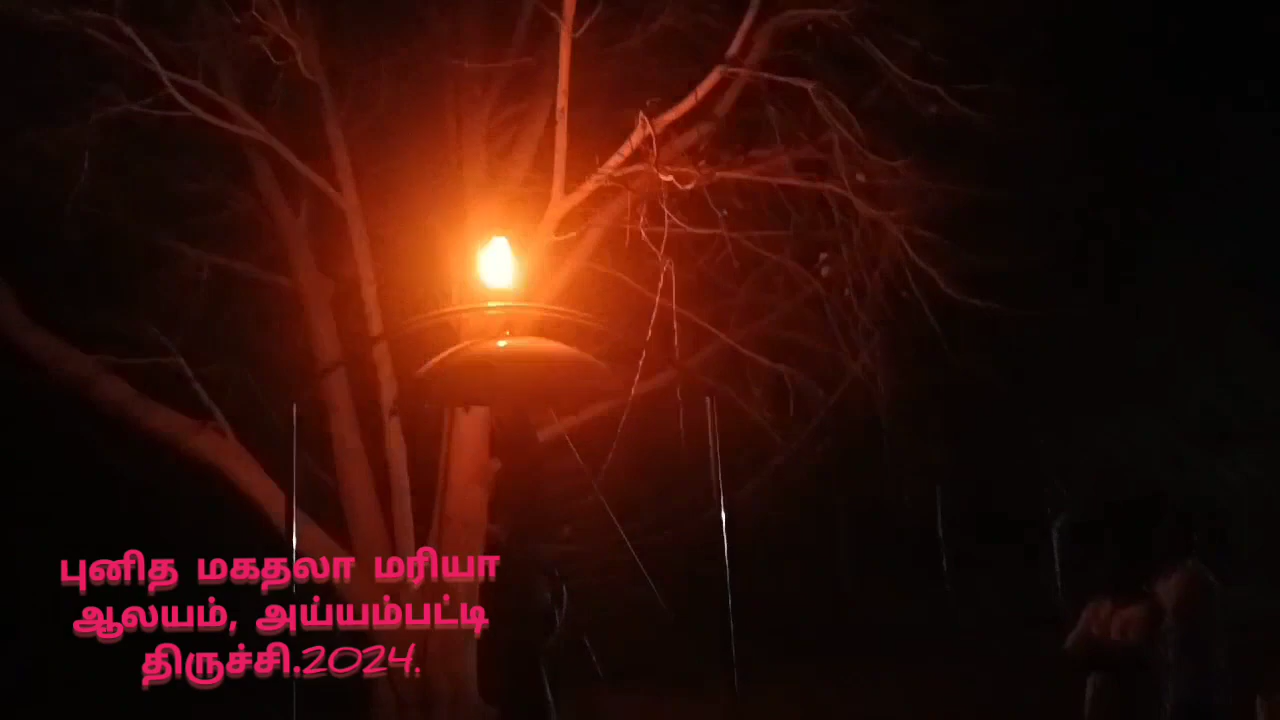 புனித மகதலா மரியா
ஆலயம், அய்யம்பட்டி
திருச்சி.2024.